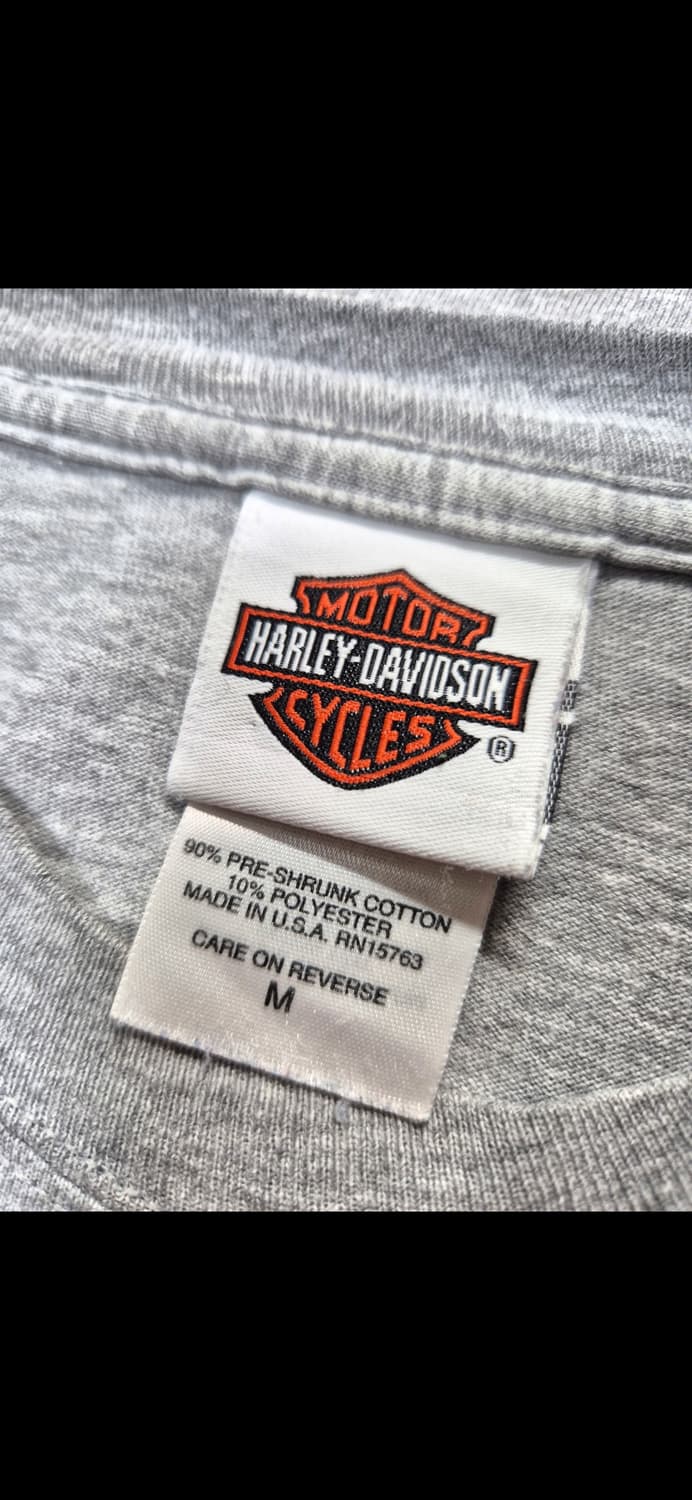 MOTOR
HARLEY-DAVIDSON
CYCLES
®
90% PRE-SHRUNK COTTON
10% POLYESTER
MADE IN U.S.A. RN15763
CARE ON REVERSE
M